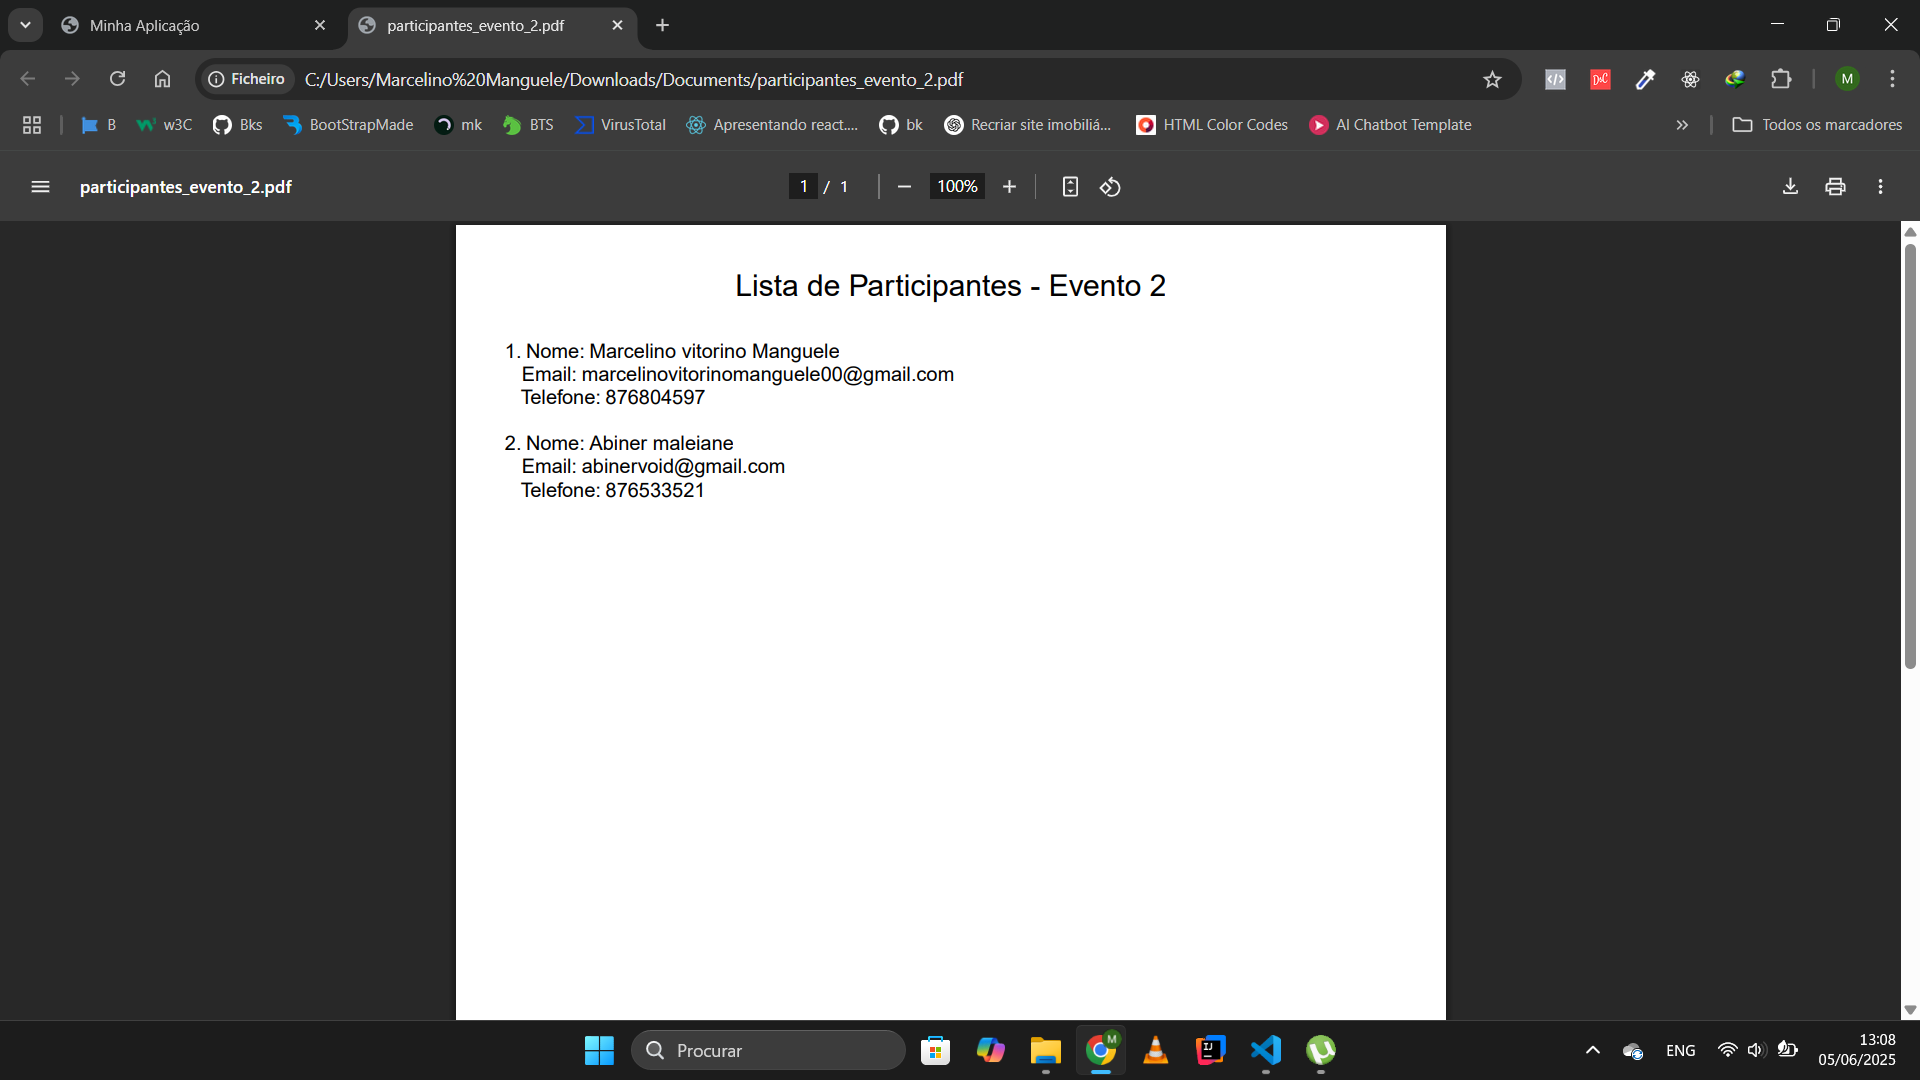 Minha Aplicação
participantes_evento_2.pdf
Ficheiro
C:/Users/Marcelino%20Manguele/Downloads/Documents/participantes_evento_2.pdf
M
B
w3C
Bks
BootStrapMade
mk
BTS
VirusTotal
Apresentando react....
bk
Recriar site imobiliá...
HTML Color Codes
AI Chatbot Template
Todos os marcadores
participantes_evento_2.pdf
1 / 1
100%
Lista de Participantes - Evento 2
1. Nome: Marcelino vitorino Manguele
Email: marcelinovitorinomanguele00@gmail.com
Telefone: 876804597
2. Nome: Abiner maleiane
Email: abinervoid@gmail.com
Telefone: 876533521
Procurar
M
ENG
13:08
05/06/2025